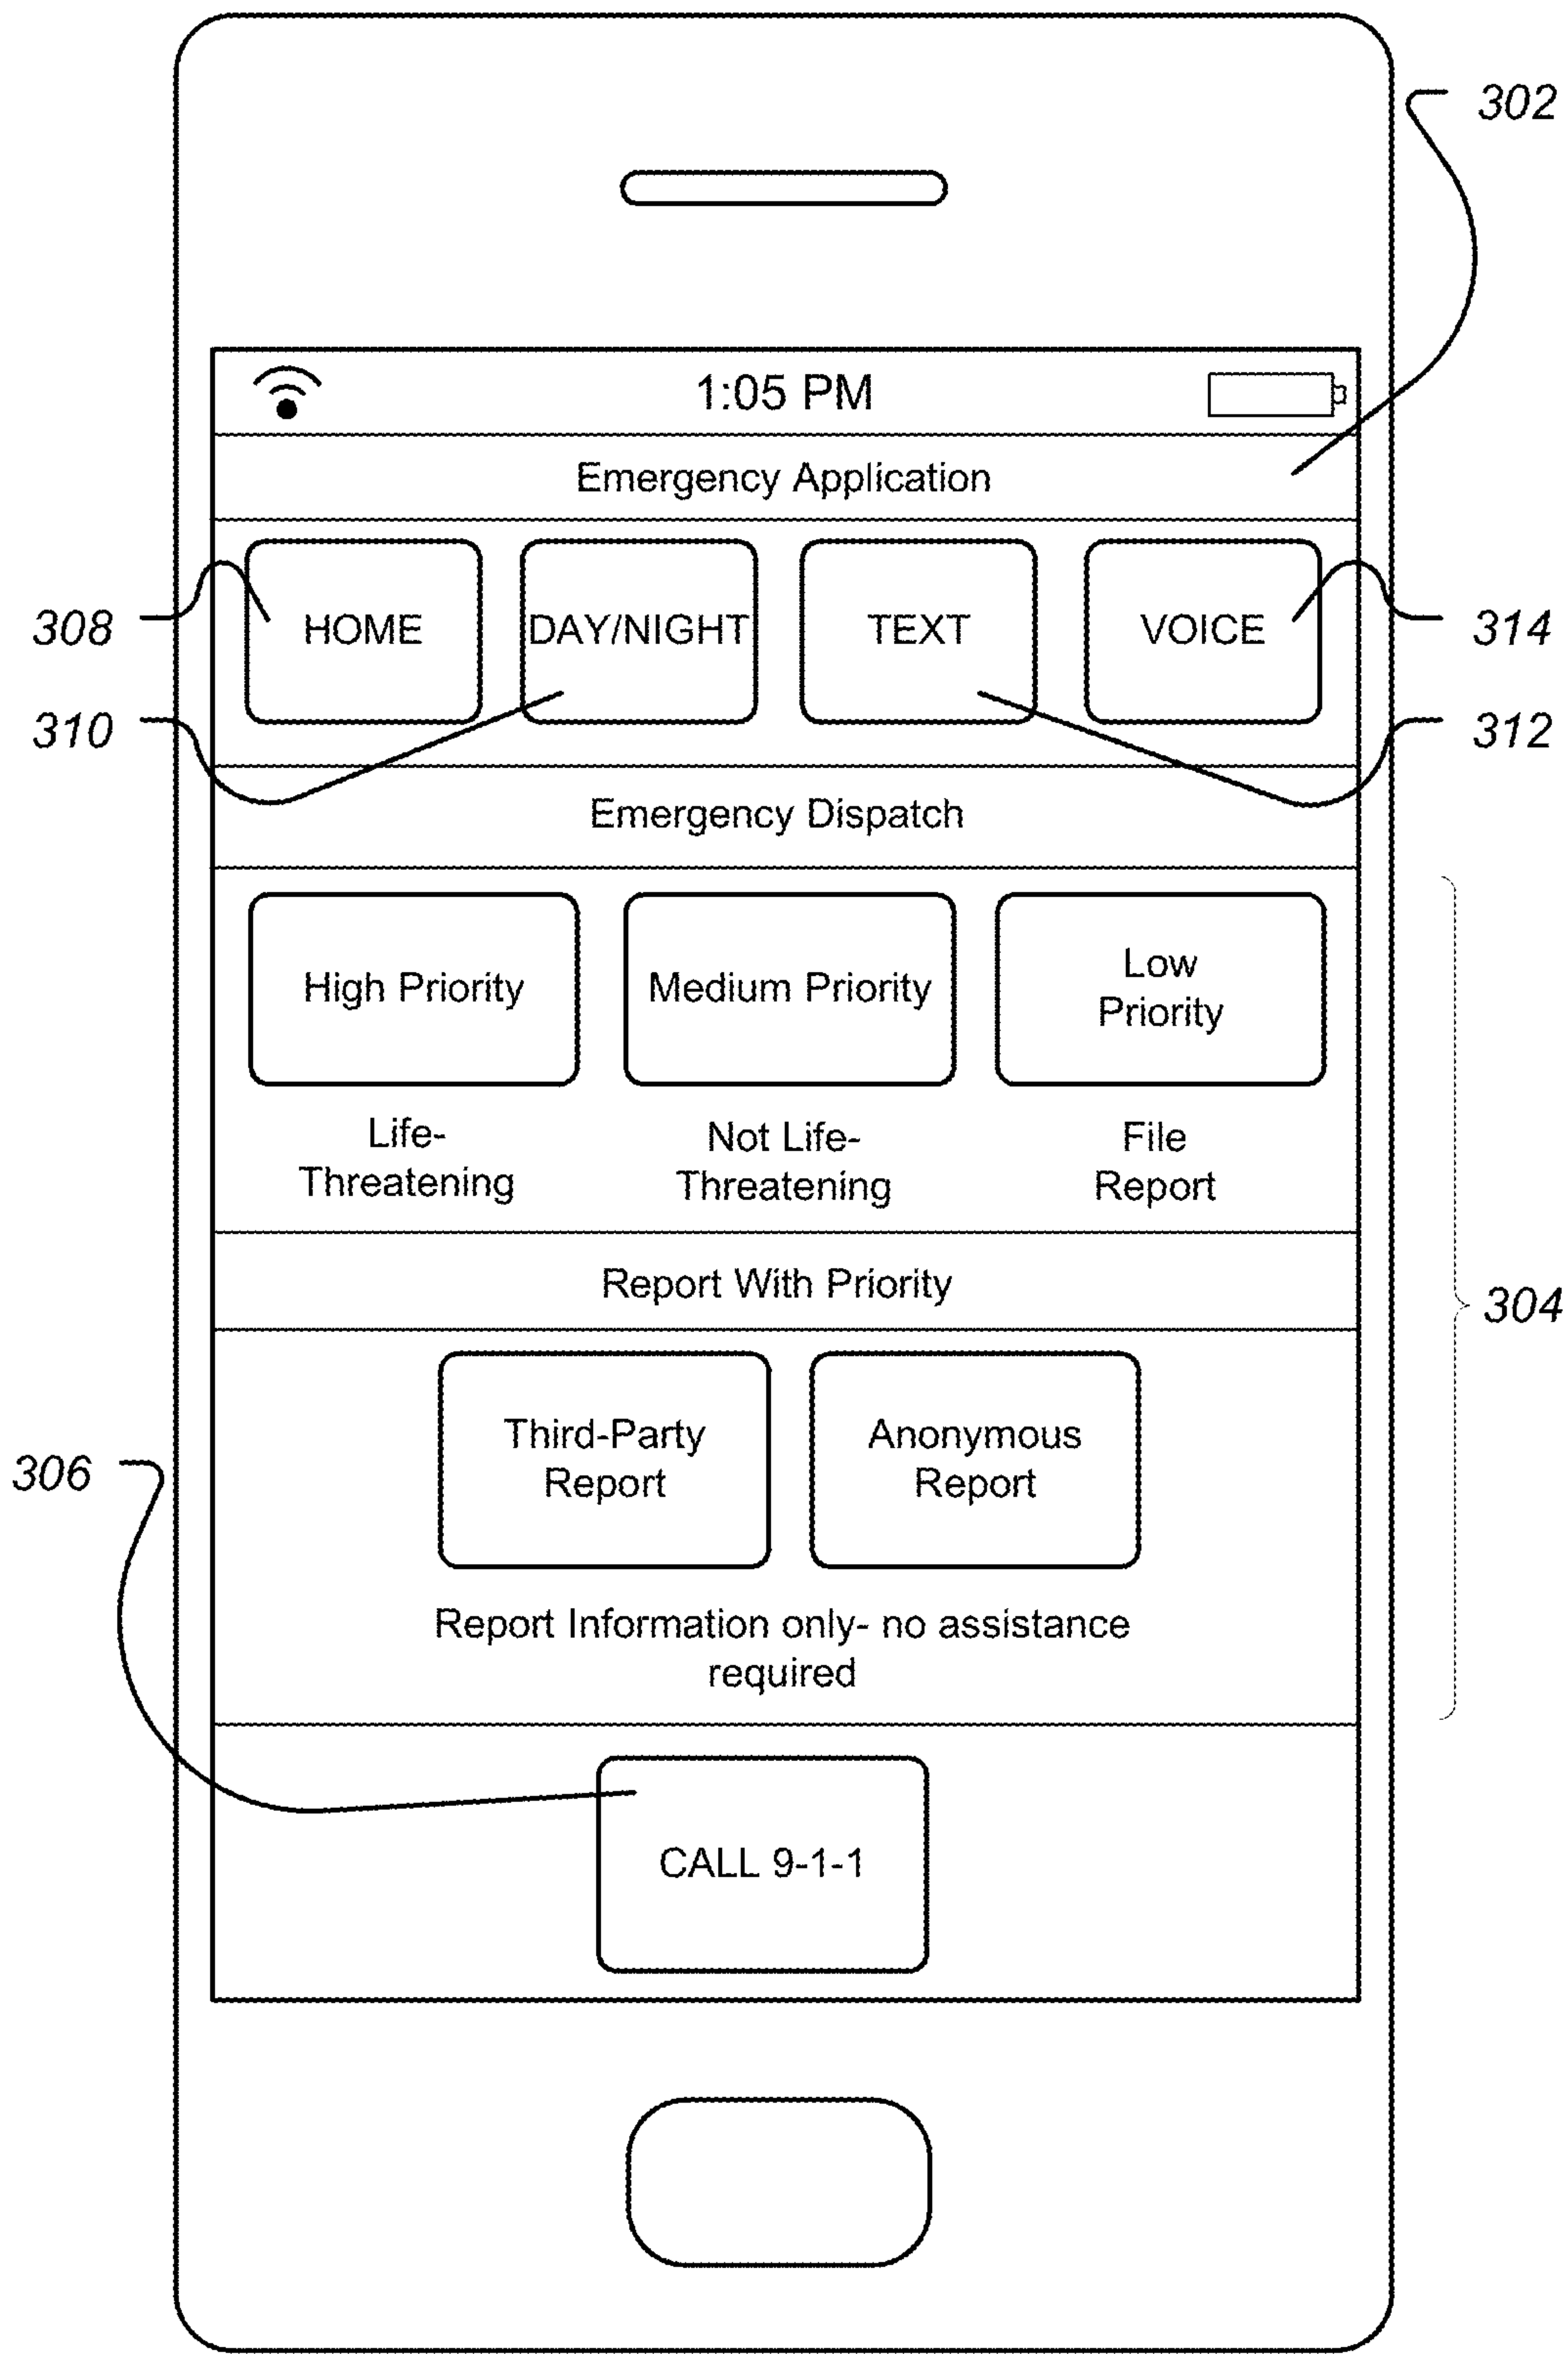 302
1:05 PM
Emergency Application
308
HOME
DAY/NIGHT
TEXT
VOICE
314
310
312
Emergency Dispatch
High Priority
Medium Priority
Low
Priority
Life-
Threatening
Not Life-
Threatening
File
Report
Report With Priority
304
Third-Party
Report
Anonymous
Report
306
Report Information only- no assistance
required
CALL 9-1-1